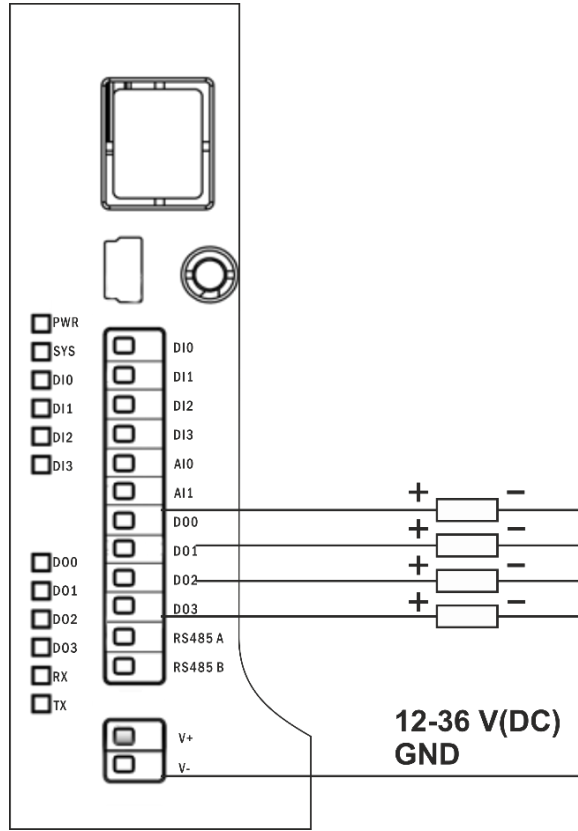 PWR
SYS
DI0
DI1
DI2
DI3
DO0
DO1
DO2
DO3
RX
TX
DI0
DI1
DI2
DI3
AI0
AI1
DO0
DO1
DO2
DO3
RS485 A
RS485 B
V+
V-
+ −
+ −
+ −
+ −
12-36 V(DC)
GND